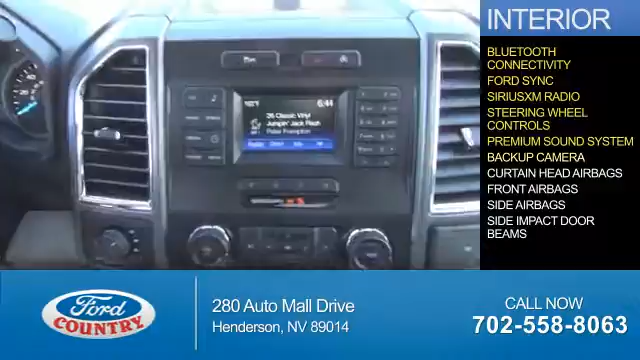 INTERIOR
BLUETOOTH
CONNECTIVITY
FORD SYNC
SIRIUSXM RADIO
STEERING WHEEL
CONTROLS
PREMIUM SOUND SYSTEM
BACKUP CAMERA
CURTAIN HEAD AIRBAGS
FRONT AIRBAGS
SIDE AIRBAGS
SIDE IMPACT DOOR
BEAMS
6:44
26 Classic Vinyl
Jumpin' Jack Flash
Peter Frampton
Ford
COUNTRY
280 Auto Mall Drive
Henderson, NV 89014
CALL NOW
702-558-8063